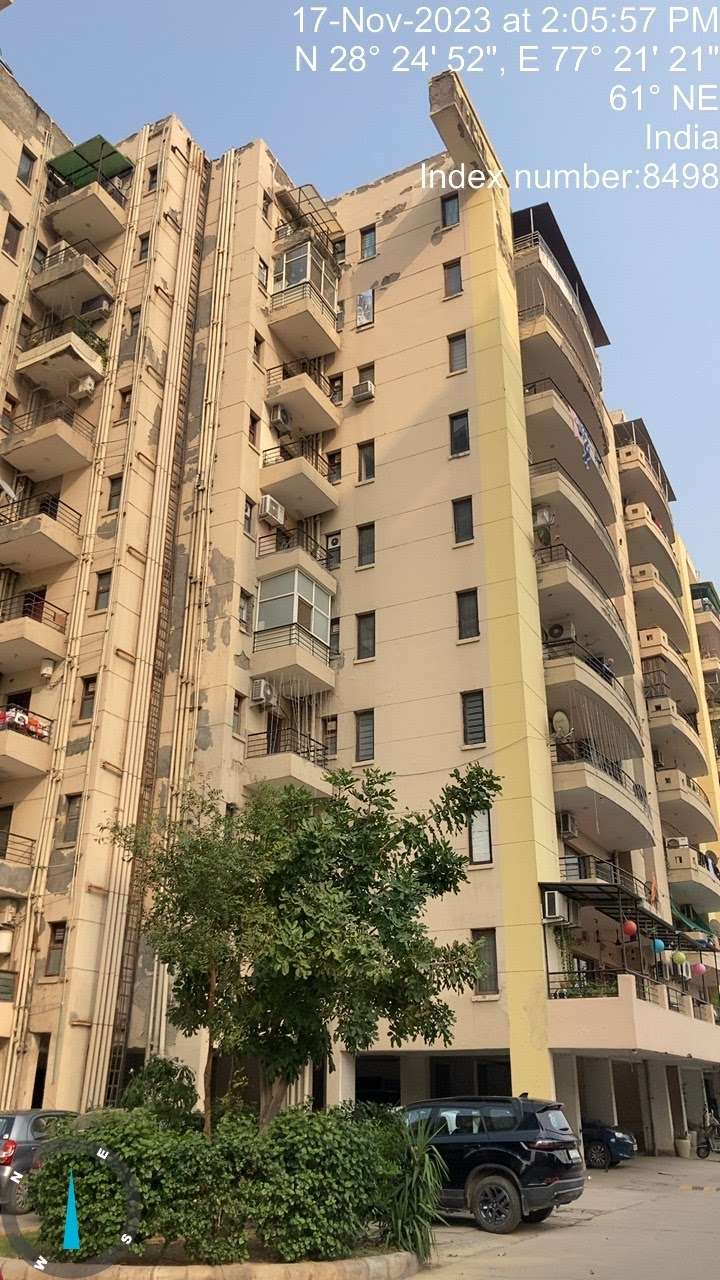 17-Nov-2023 at 2:05:57 PM
N 28° 24' 52", E 77° 21' 21"
61° NE
India
Index number:8498
N
E
W
S